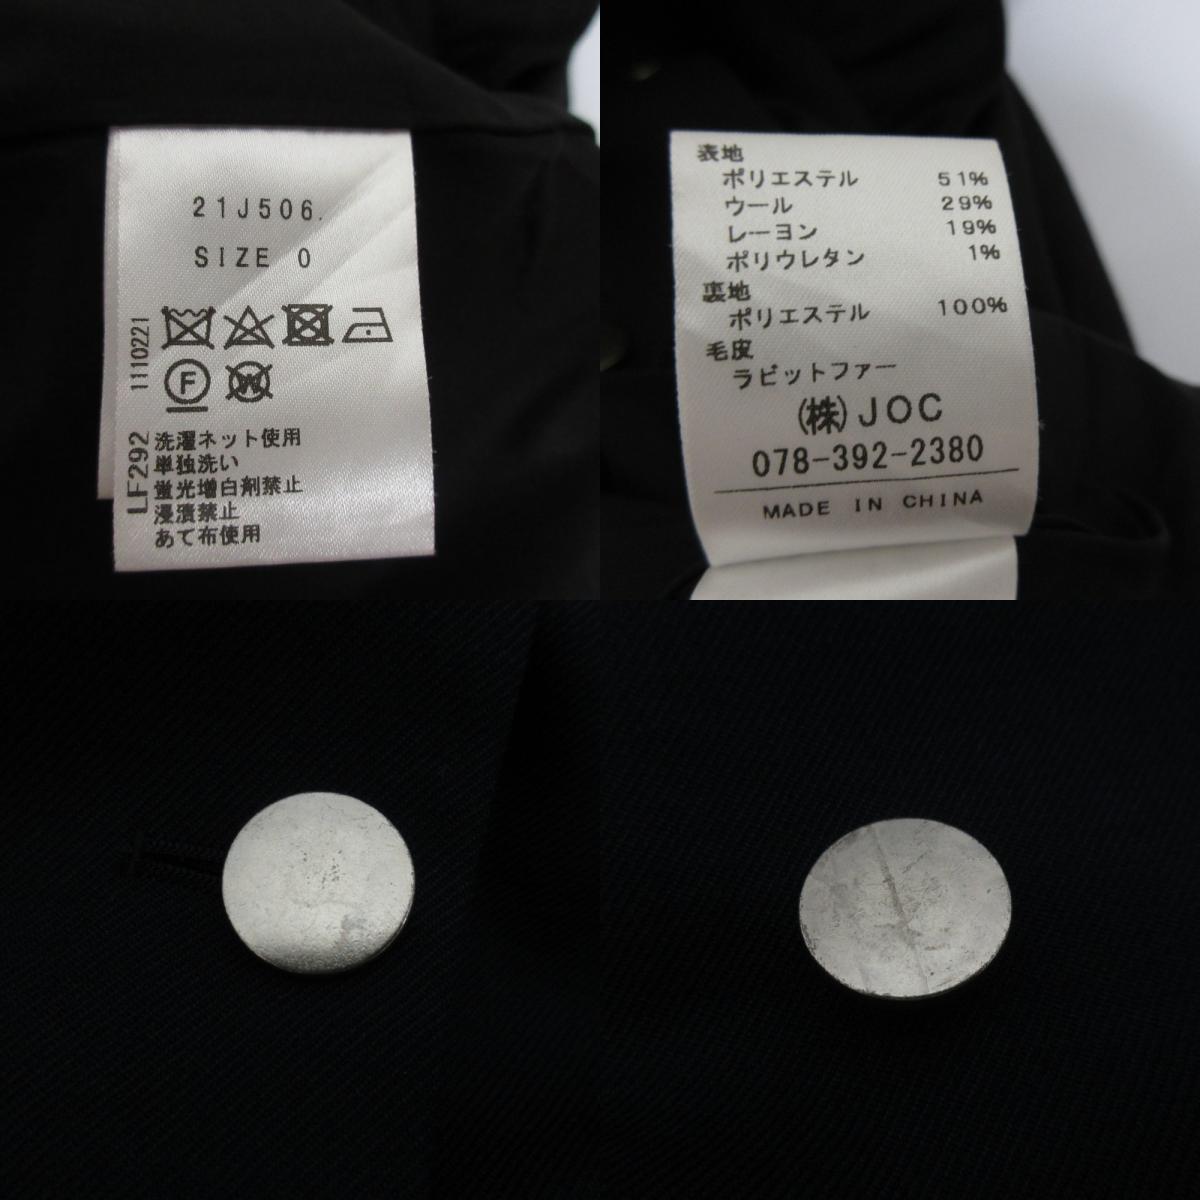 21J506.
SIZE 0
F
W
1110221
LF292
洗濯ネット使用
単独洗い
蛍光増白剤禁止
浸漬禁止
あて布使用
表地
ポリエステル 51%
ウール 29%
レーヨン 19%
ポリウレタン 1%
裏地
ポリエステル 100%
毛皮
ラビットファー
(株)JOC
078-392-2380
MADE IN CHINA